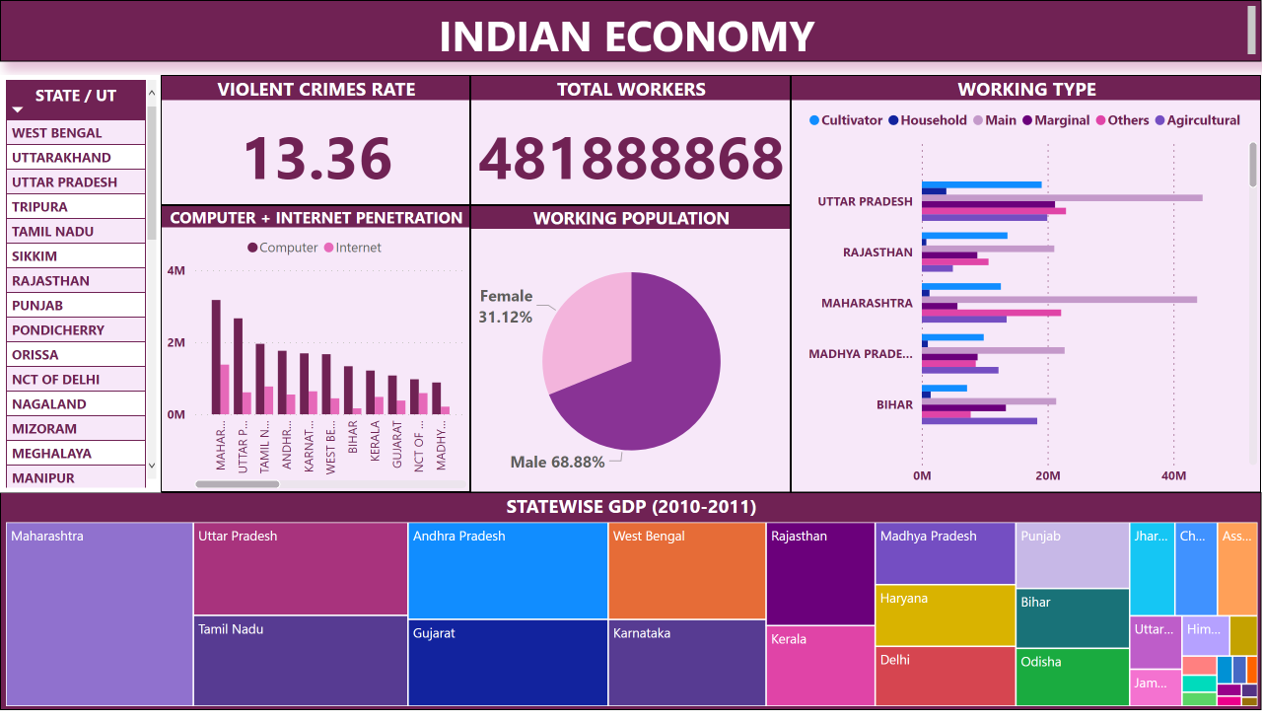 INDIAN ECONOMY
STATE / UT
WEST BENGAL
UTTARAKHAND
UTTAR PRADESH
TRIPURA
TAMIL NADU
SIKKIM
RAJASTHAN
PUNJAB
PONDICHERRY
ORISSA
NCT OF DELHI
NAGALAND
MIZORAM
MEGHALAYA
MANIPUR
VIOLENT CRIMES RATE
13.36
TOTAL WORKERS
481888868
COMPUTER + INTERNET PENETRATION
Computer Internet
4M
2M
0M
MAHAR...
UTTAR P...
TAMIL N...
ANDHR...
KARNAT...
WEST BE...
BIHAR
KERALA
GUJARAT
NCT OF ...
MADHY...
WORKING POPULATION
Female
31.12%
Male 68.88%
WORKING TYPE
Cultivator Household Main Marginal Others Agircultural
UTTAR PRADESH
RAJASTHAN
MAHARASHTRA
MADHYA PRADE...
BIHAR
0M 20M 40M
STATEWISE GDP (2010-2011)
Maharashtra
Uttar Pradesh
Tamil Nadu
Andhra Pradesh
Gujarat
West Bengal
Karnataka
Rajasthan
Kerala
Madhya Pradesh
Haryana
Delhi
Punjab
Bihar
Odisha
Jhar...
Ch...
Ass...
Uttar...
Him...
Jam...